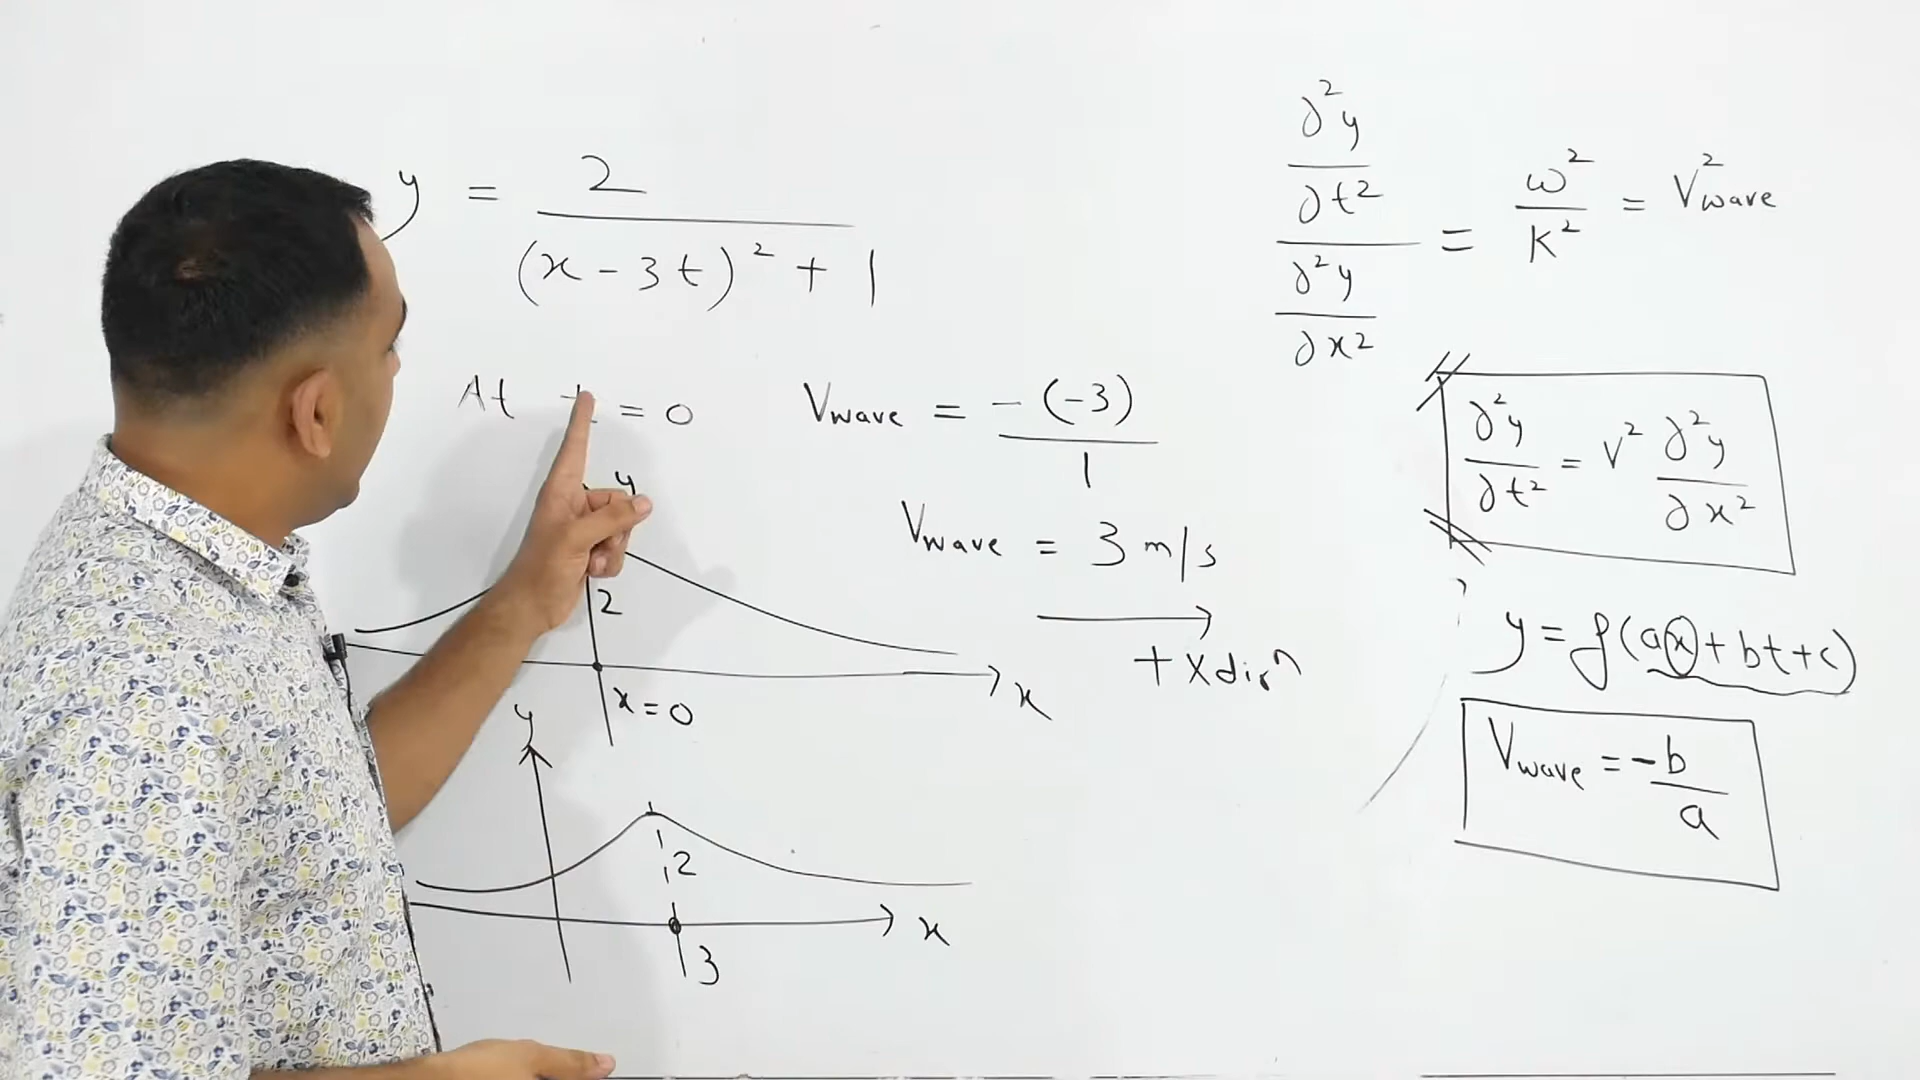 y = 2 / ((x - 3t)² + 1)
At t = 0
y
2
x = 0
x
y
2
3
x
Vwave = -(-3) / 1
Vwave = 3 m/s
+ x dirⁿ
(∂²y/∂t²) / (∂²y/∂x²) = ω²/K² = V²wave
∂²y/∂t² = V² ∂²y/∂x²
y = f(ax + bt + c)
Vwave = -b/a